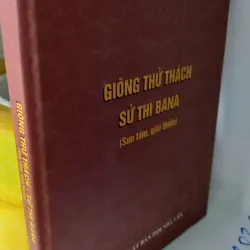 GIÔNG THỬ THÁCH
SỬ THI BANA
(Sưu tầm, giới thiệu)
GIÔNG THỬ THÁCH - SỬ THI BANA